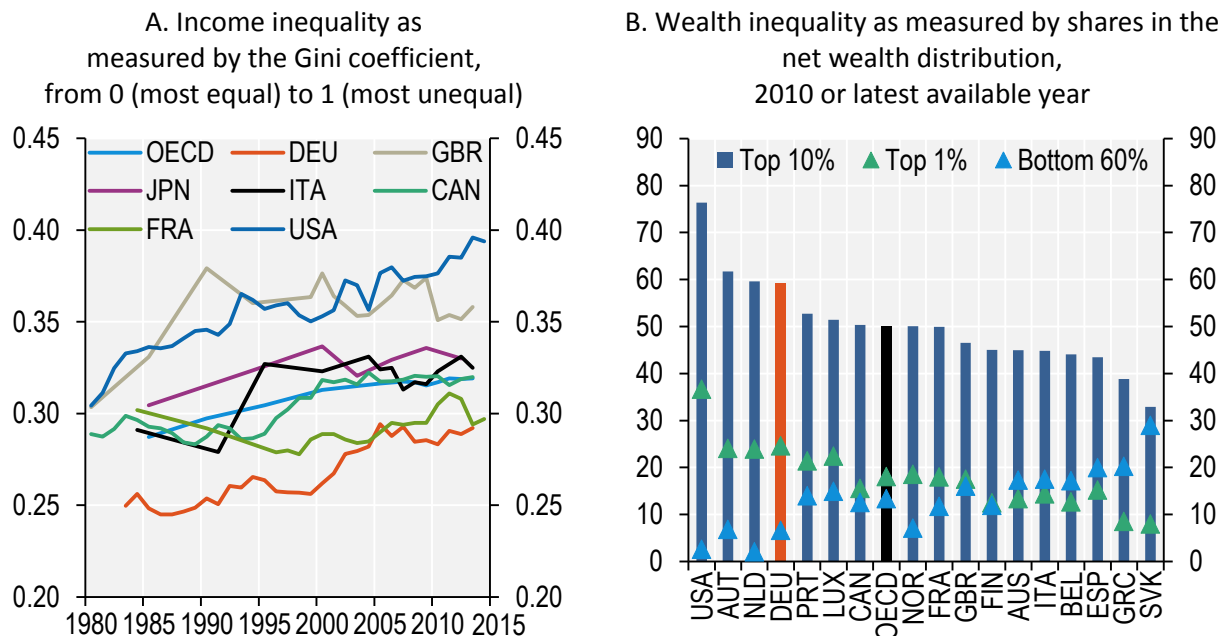 A. Income inequality as
measured by the Gini coefficient,
from 0 (most equal) to 1 (most unequal)
0.45
0.45
OECD DEU GBR
JPN ITA CAN
FRA USA
0.40
0.40
0.35
0.35
0.30
0.30
0.25
0.25
0.20
0.20
1980 1985 1990 1995 2000 2005 2010 2015
B. Wealth inequality as measured by shares in the
net wealth distribution,
2010 or latest available year
90
90
Top 10% Top 1% Bottom 60%
80
80
70
70
60
60
50
50
40
40
30
30
20
20
10
10
0
0
USA
AUT
NLD
DEU
PRT
LUX
CAN
OECD
NOR
FRA
GBR
FIN
AUS
ITA
BEL
ESP
GRC
SVK